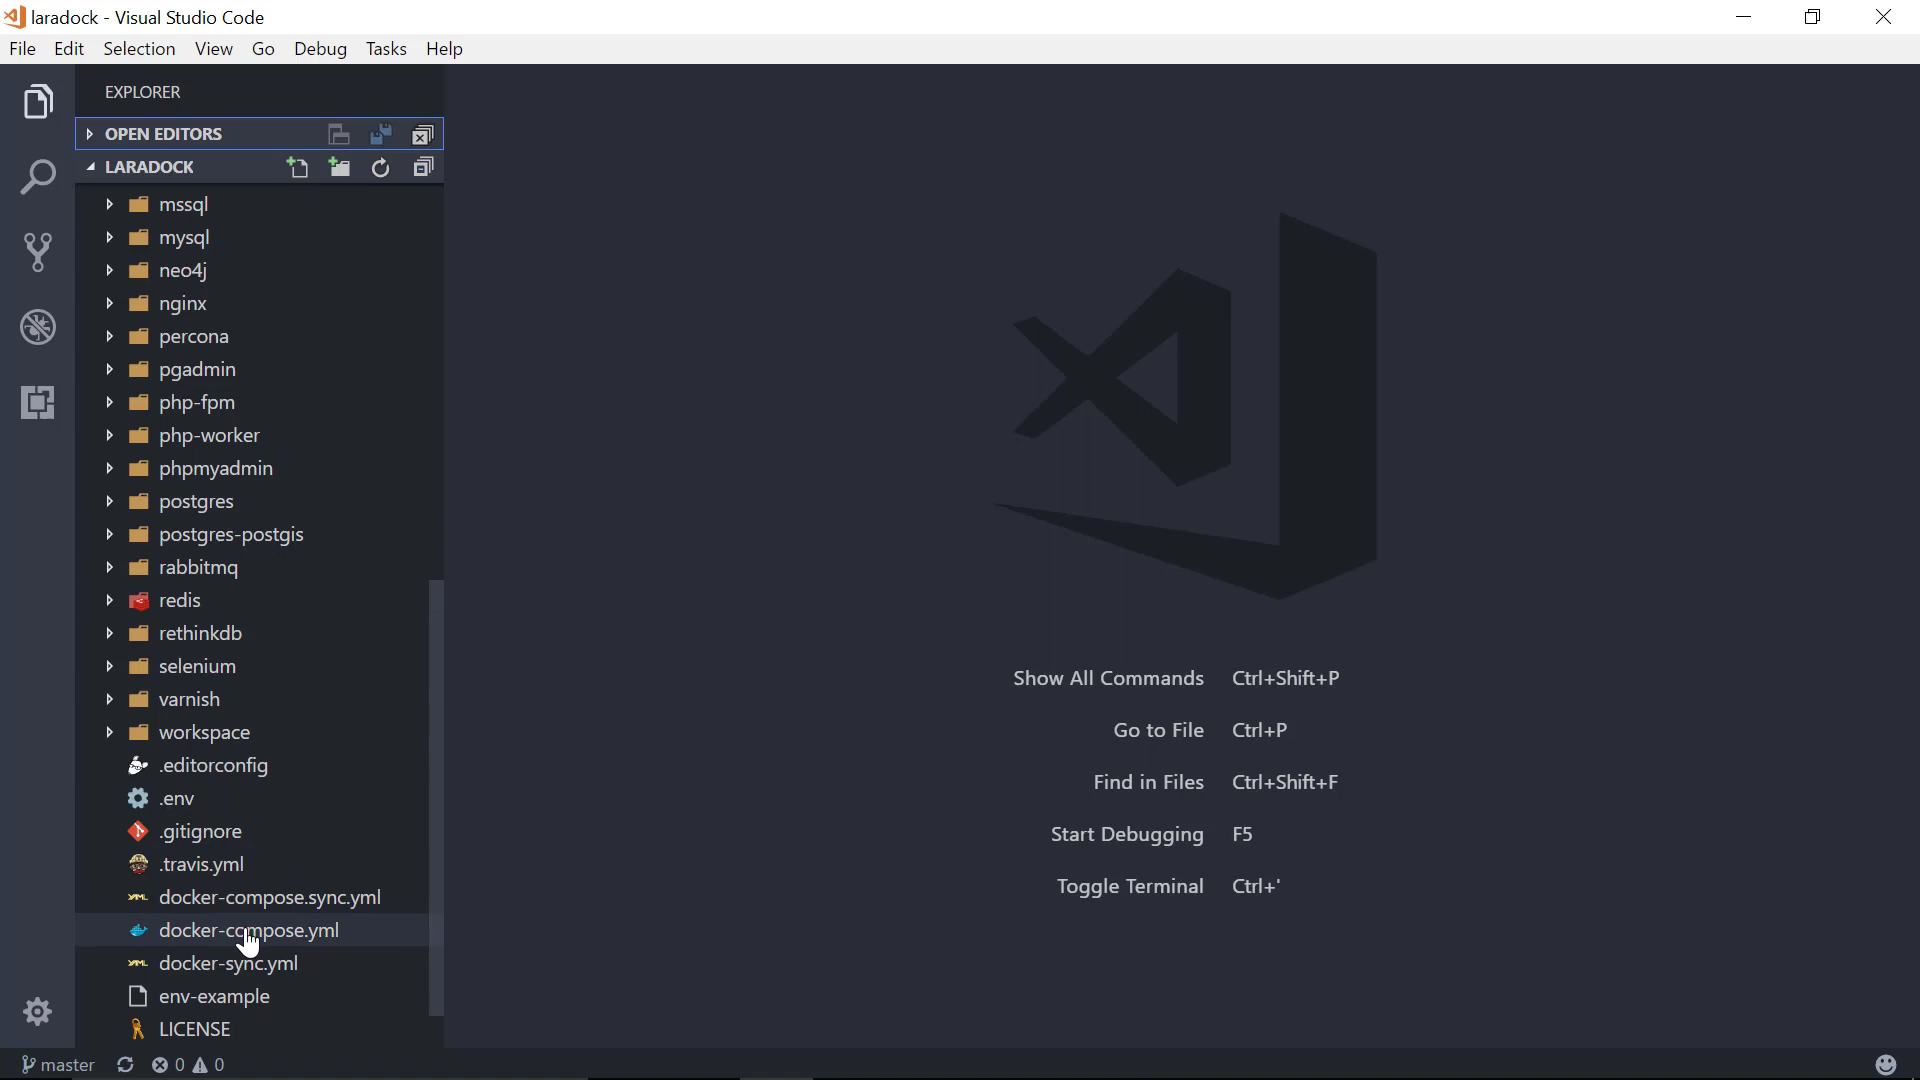 laradock - Visual Studio Code
File Edit Selection View Go Debug Tasks Help
EXPLORER
OPEN EDITORS
LARADOCK
mssql
mysql
neo4j
nginx
percona
pgadmin
php-fpm
php-worker
phpmyadmin
postgres
postgres-postgis
rabbitmq
redis
rethinkdb
selenium
varnish
workspace
.editorconfig
.env
.gitignore
.travis.yml
docker-compose.sync.yml
docker-compose.yml
docker-sync.yml
env-example
LICENSE
Show All Commands Ctrl+Shift+P
Go to File Ctrl+P
Find in Files Ctrl+Shift+F
Start Debugging F5
Toggle Terminal Ctrl+'
master 0 0